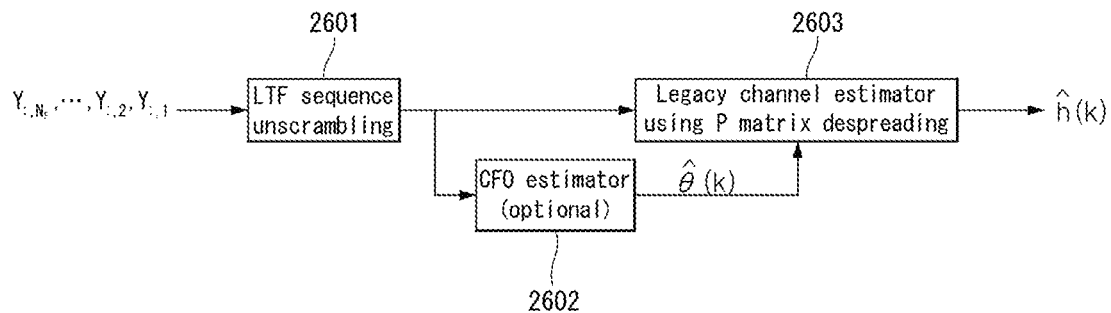 2601
2603
Y:,Ns, ⋯, Y:,2, Y:,1
LTF sequence
unscrambling
Legacy channel estimator
using P matrix despreading
ĥ(k)
CFO estimator
(optional)
θ̂(k)
2602